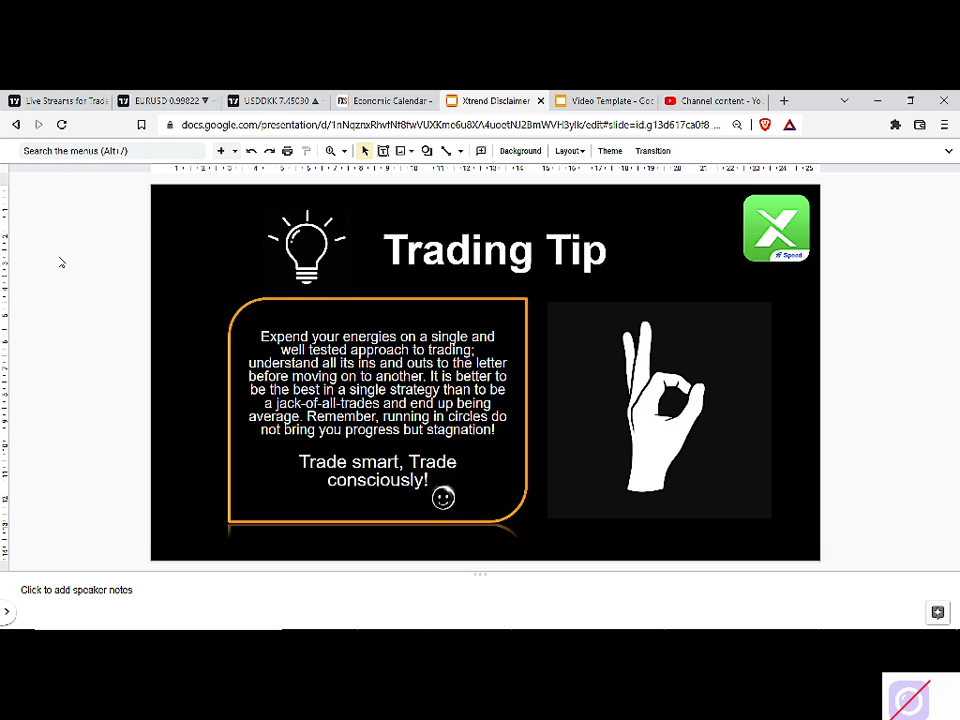 Live Streams for Trade
EURUSD 0.99822 ▼
USDDKK 7.45030 ▲
Economic Calendar -
Xtrend Disclaimer
Video Template - Goo
Channel content - Yo
Search the menus (Alt+/)
Background
Layout
Theme
Transition
Trading Tip
Speed
Expend your energies on a single and
well tested approach to trading;
understand all its ins and outs to the letter
before moving on to another. It is better to
be the best in a single strategy than to be
a jack-of-all-trades and end up being
average. Remember, running in circles do
not bring you progress but stagnation!
Trade smart, Trade
consciously!
Click to add speaker notes